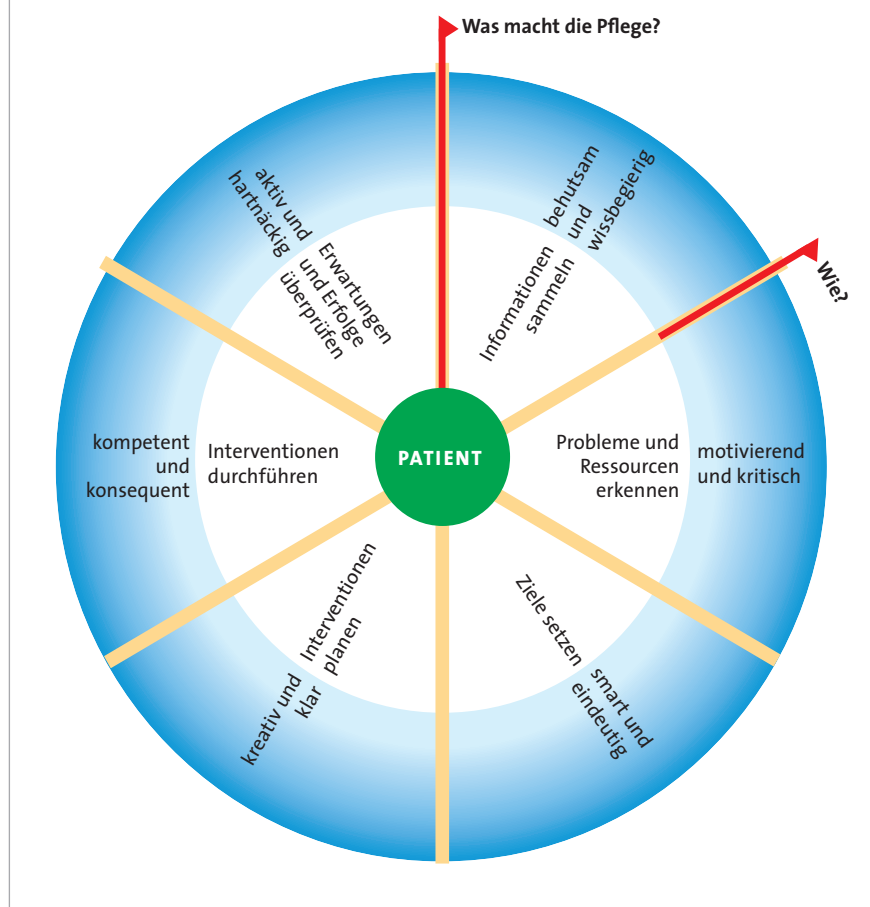 Was macht die Pflege?
Wie?
behutsam
und
wissbegierig
Informationen
sammeln
Probleme und
Ressourcen
erkennen
motivierend
und kritisch
Ziele setzen
smart und
eindeutig
Interventionen
planen
kreativ und
klar
Interventionen
durchführen
kompetent
und
konsequent
Erwartungen
und Erfolge
überprüfen
aktiv und
hartnäckig
PATIENT